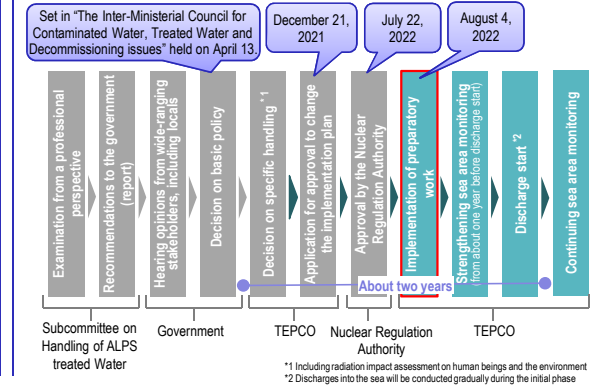 Set in “The Inter-Ministerial Council for
Contaminated Water, Treated Water and
Decommissioning issues” held on April 13.
December 21,
2021
July 22,
2022
August 4,
2022
Examination from a professional
perspective
Recommendations to the government
(report)
Hearing opinions from wide-ranging
stakeholders, including locals
Decision on basic policy
Decision on specific handling *1
Application for approval to change
the implementation plan
Approval by the Nuclear
Regulation Authority
Implementation of preparatory
work
Strengthening sea area monitoring
(from about one year before discharge start)
Discharge start *2
Continuing sea area monitoring
About two years
Subcommittee on
Handling of ALPS
treated Water
Government
TEPCO
Nuclear Regulation
Authority
TEPCO
*1 Including radiation impact assessment on human beings and the environment
*2 Discharges into the sea will be conducted gradually during the initial phase